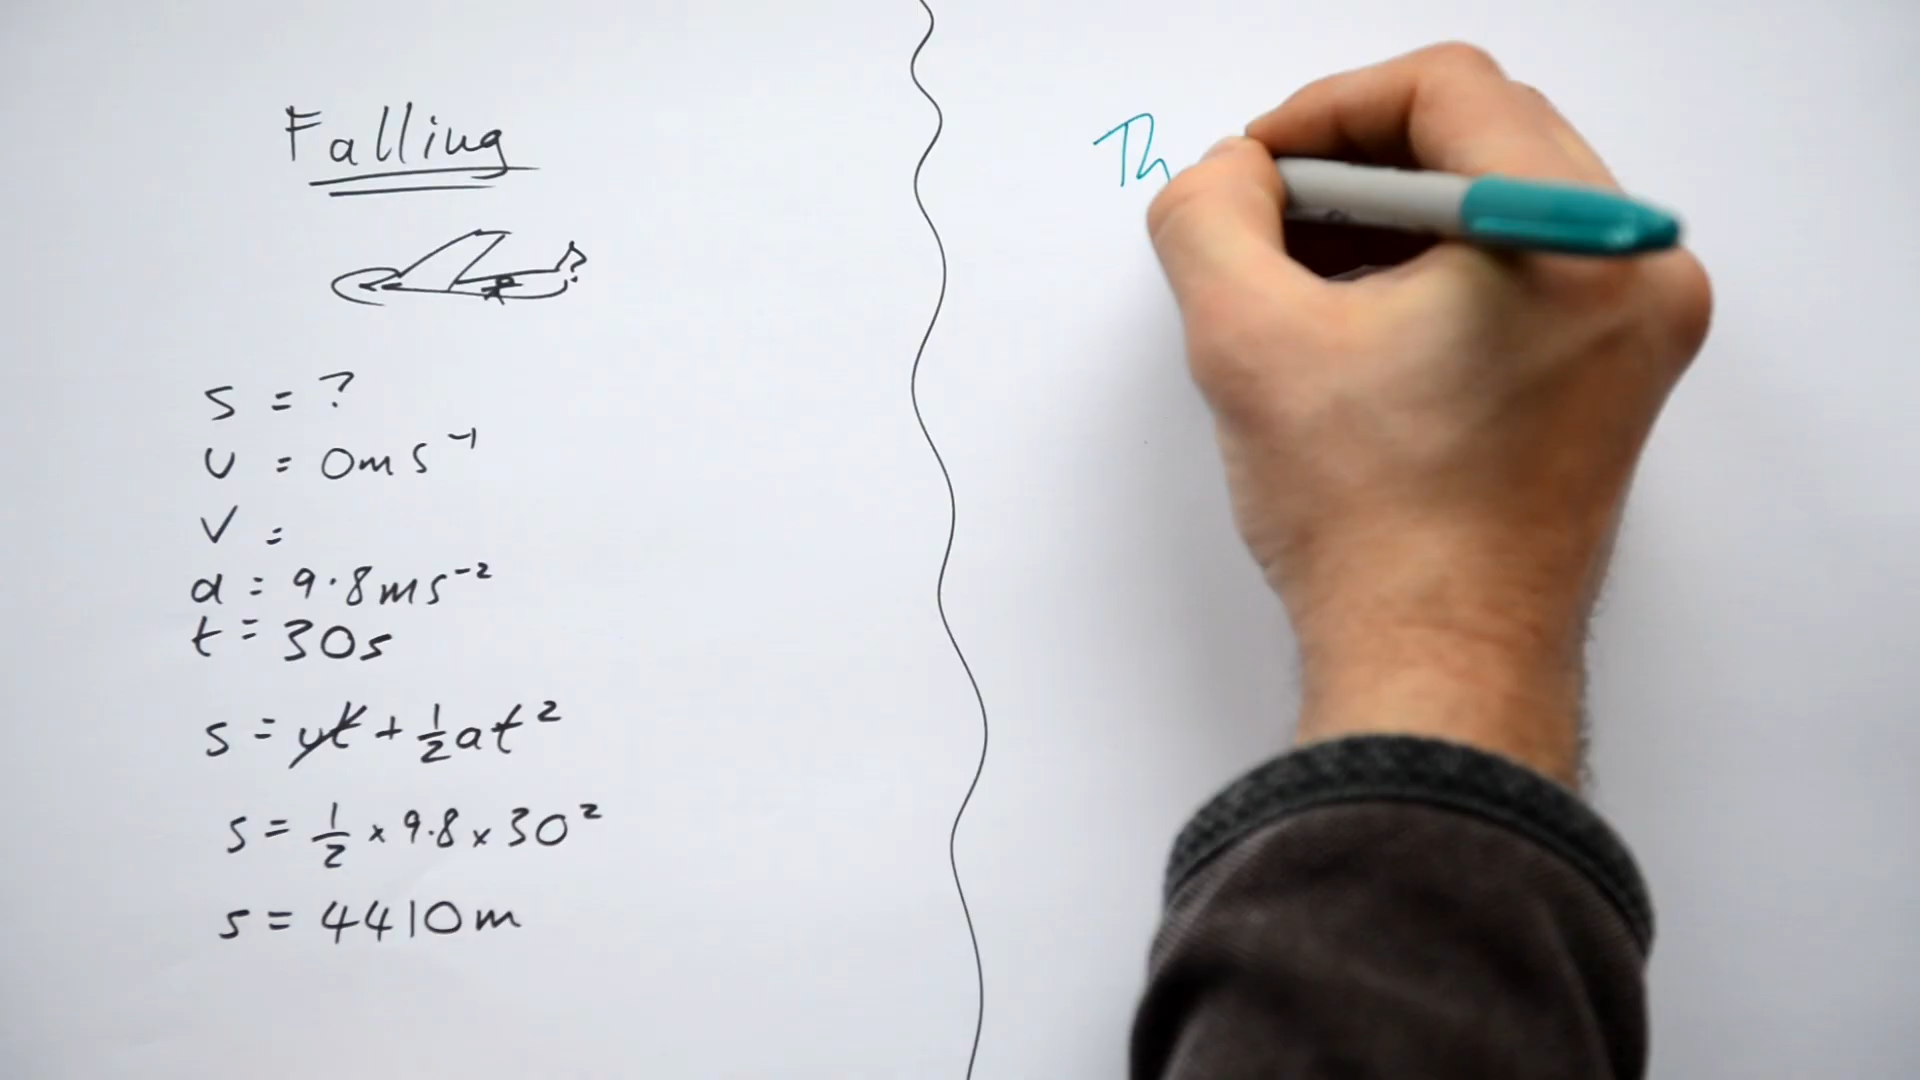 Falling
s = ?
u = 0ms⁻¹
v =
a = 9.8ms⁻²
t = 30s
s = ut + ½at²
s = ½ × 9.8 × 30²
s = 4410m
Th